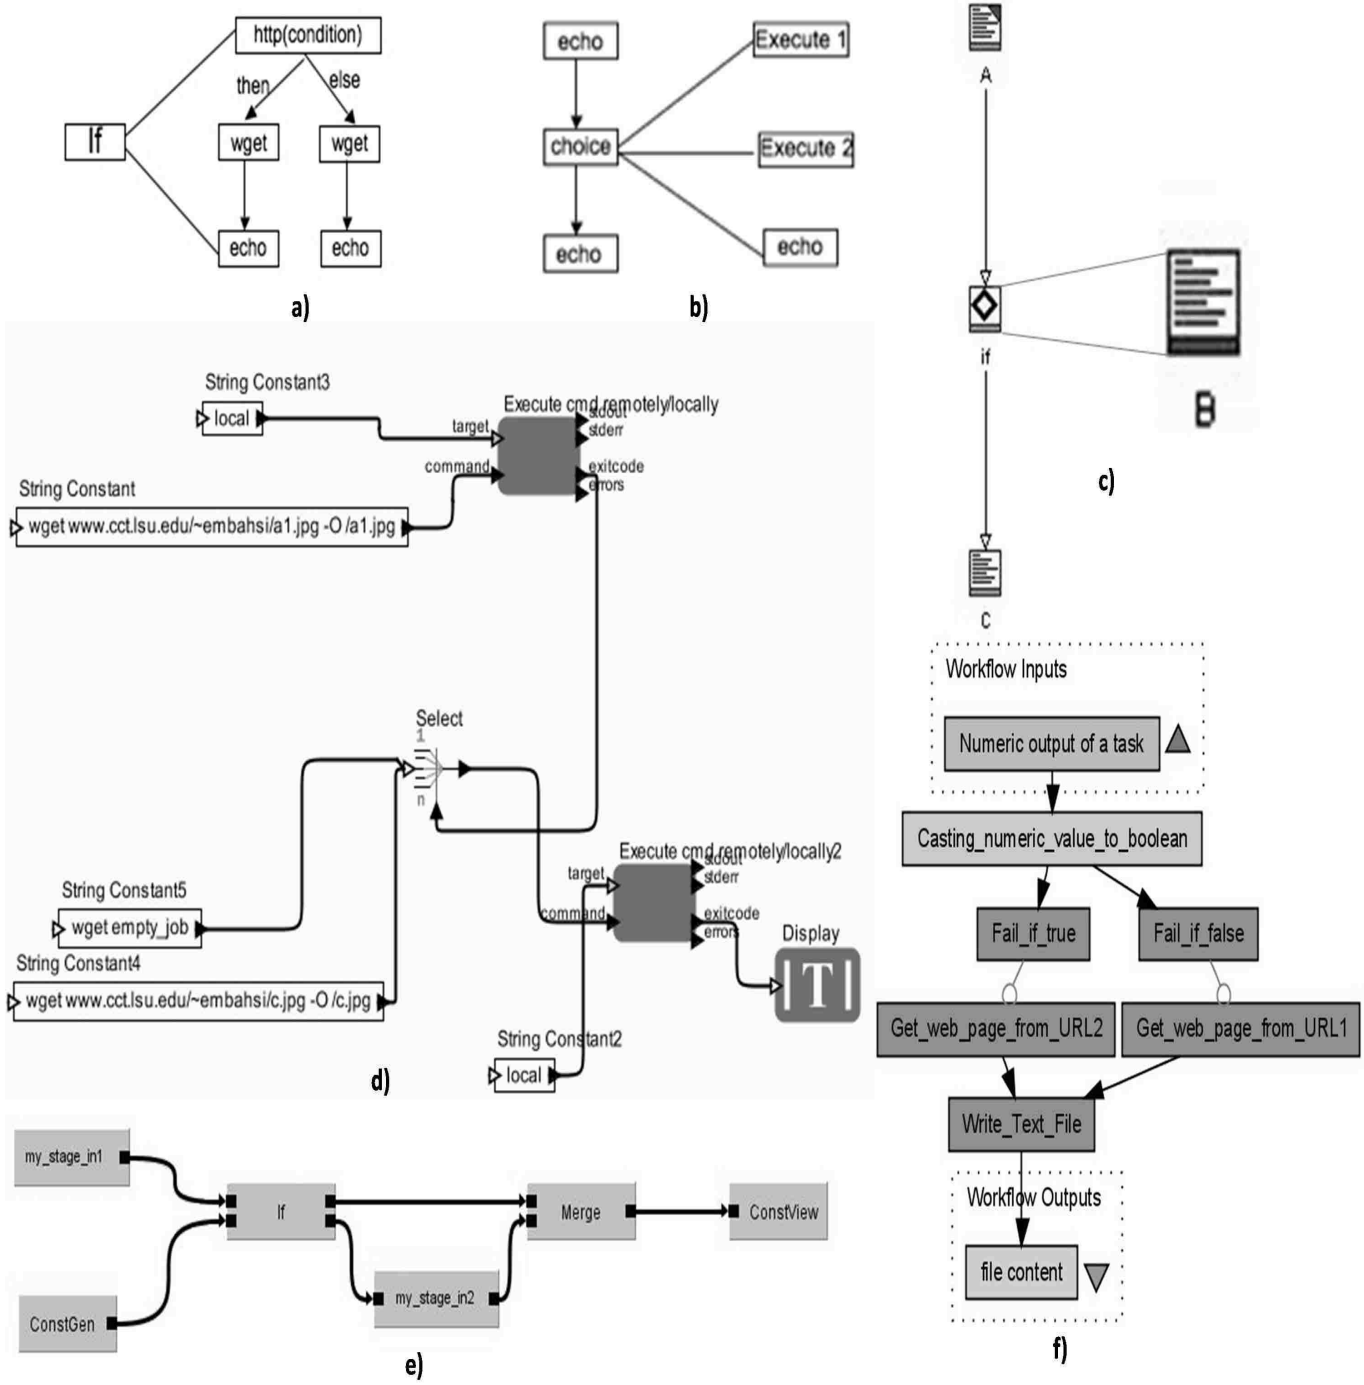 http(condition)
then
else
If
wget
wget
echo
echo
a)
echo
Execute 1
choice
Execute 2
echo
echo
b)
A
if
B
C
c)
String Constant3
local
Execute cmd remotely/locally
target
stdout
stderr
command
exitcode
errors
String Constant
wget www.cct.lsu.edu/~embahsi/a1.jpg -O /a1.jpg
Select
1
n
String Constant5
wget empty_job
String Constant4
wget www.cct.lsu.edu/~embahsi/c.jpg -O /c.jpg
Execute cmd remotely/locally2
target
stdout
stderr
command
exitcode
errors
Display
T
String Constant2
local
d)
my_stage_in1
If
Merge
ConstView
my_stage_in2
ConstGen
e)
Workflow Inputs
Numeric output of a task
Casting_numeric_value_to_boolean
Fail_if_true
Fail_if_false
Get_web_page_from_URL2
Get_web_page_from_URL1
Write_Text_File
Workflow Outputs
file content
f)